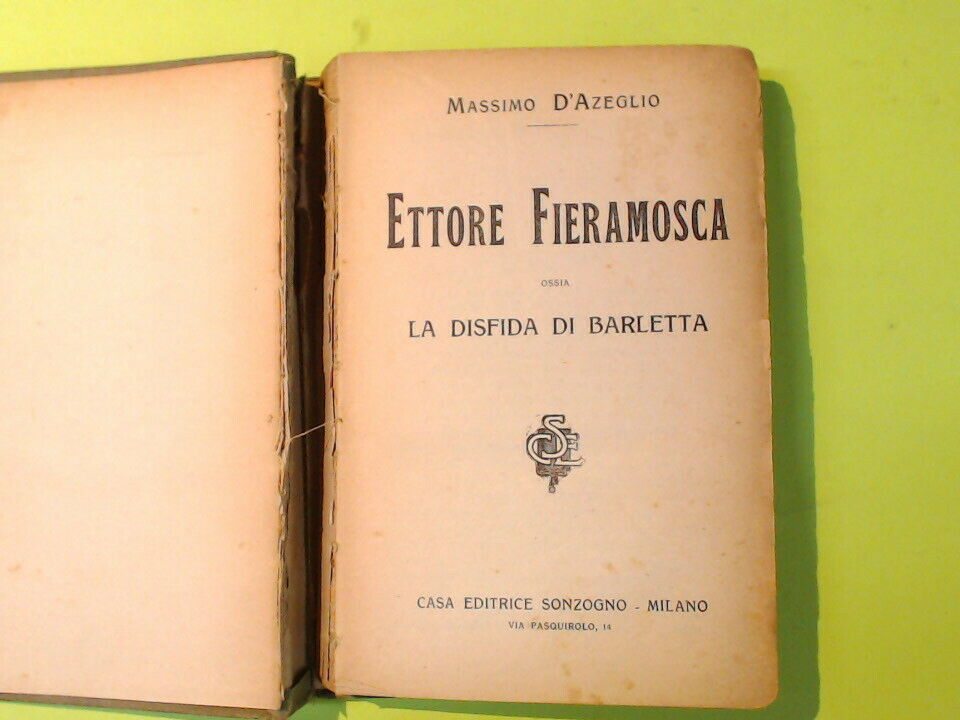 MASSIMO D'AZEGLIO
ETTORE FIERAMOSCA
OSSIA
LA DISFIDA DI BARLETTA
CSE
CASA EDITRICE SONZOGNO - MILANO
VIA PASQUIROLO, 14